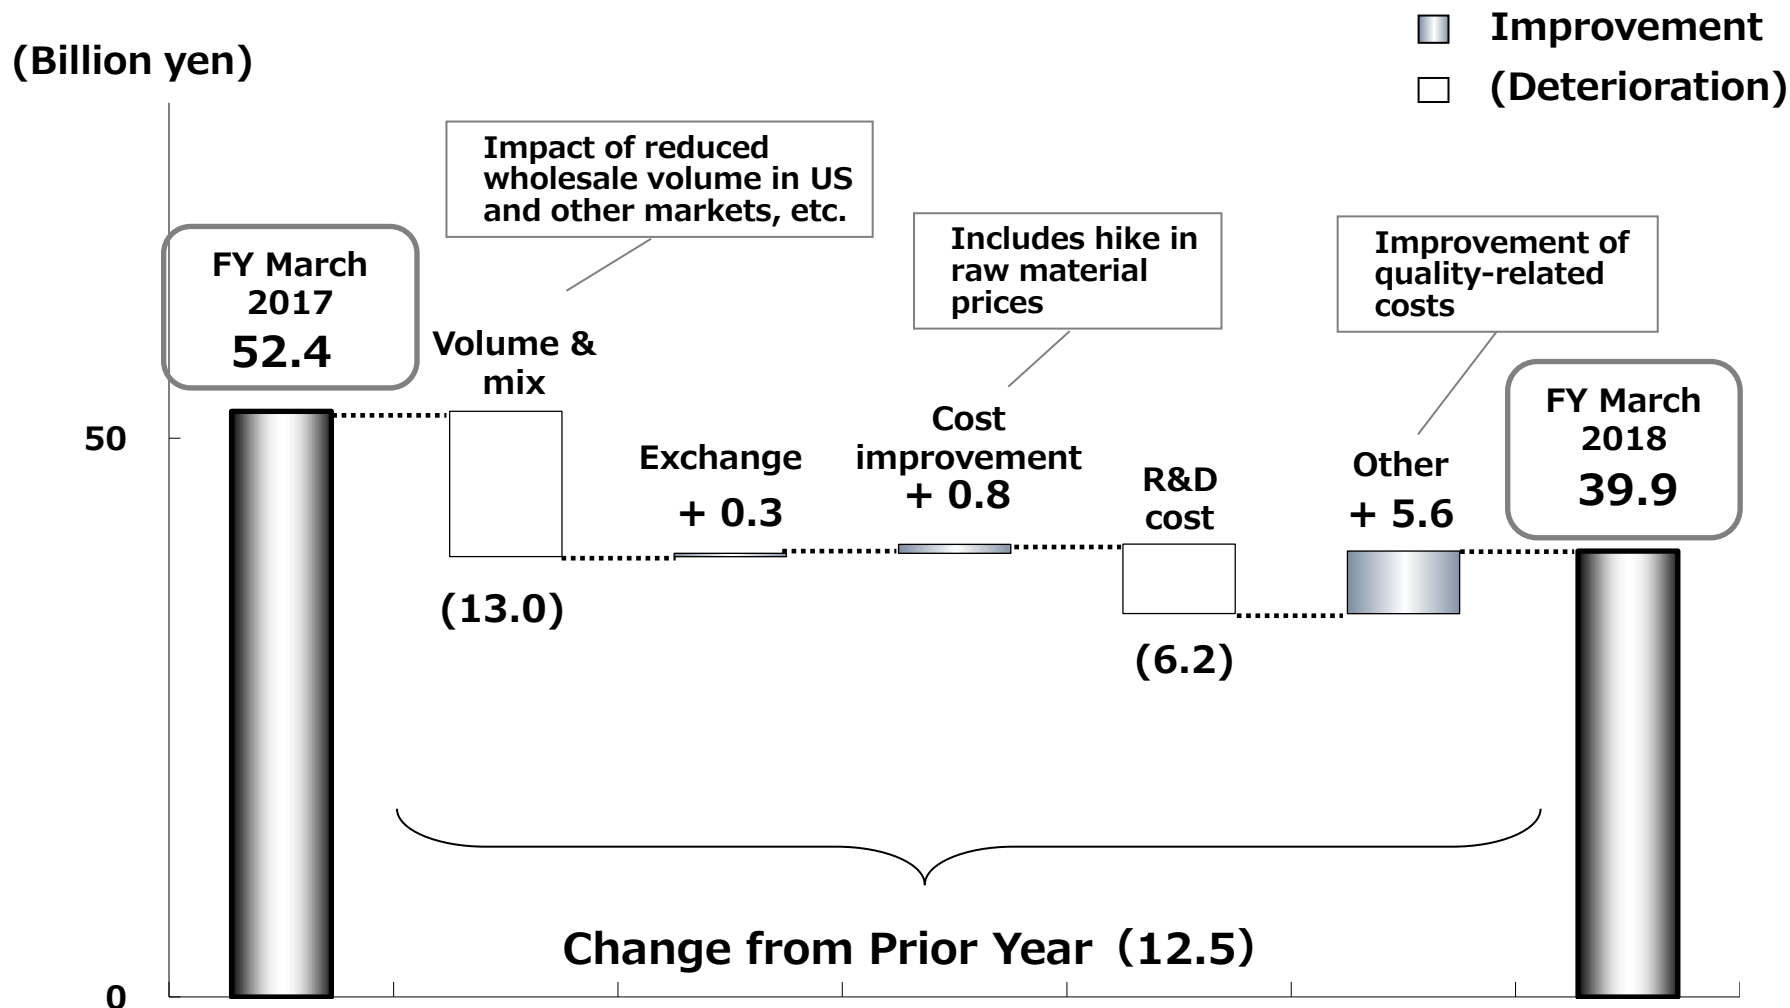 Improvement
(Deterioration)
(Billion yen)
Impact of reduced
wholesale volume in US
and other markets, etc.
Includes hike in
raw material
prices
Improvement of
quality-related
costs
FY March
2017
52.4
Volume &
mix
(13.0)
Exchange
+ 0.3
Cost
improvement
+ 0.8
R&D
cost
(6.2)
Other
+ 5.6
FY March
2018
39.9
50
0
Change from Prior Year (12.5)